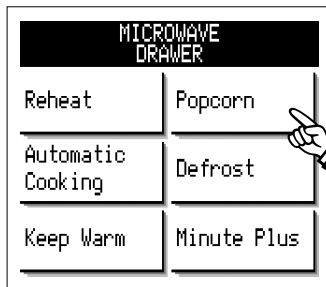 MICROWAVE
DRAWER
Reheat
Popcorn
Automatic
Cooking
Defrost
Keep Warm
Minute Plus